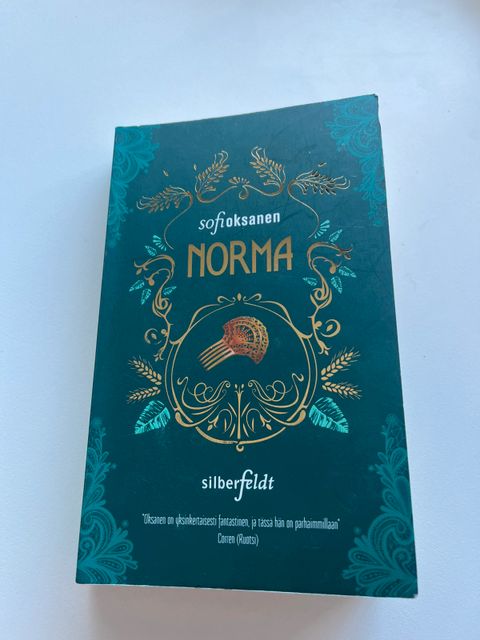 sofioksanen
NORMA
silberfeldt
"Oksanen on yksinkertaisesti fantastinen, ja tässä hän on parhaimmillaan"
Corren (Ruotsi)